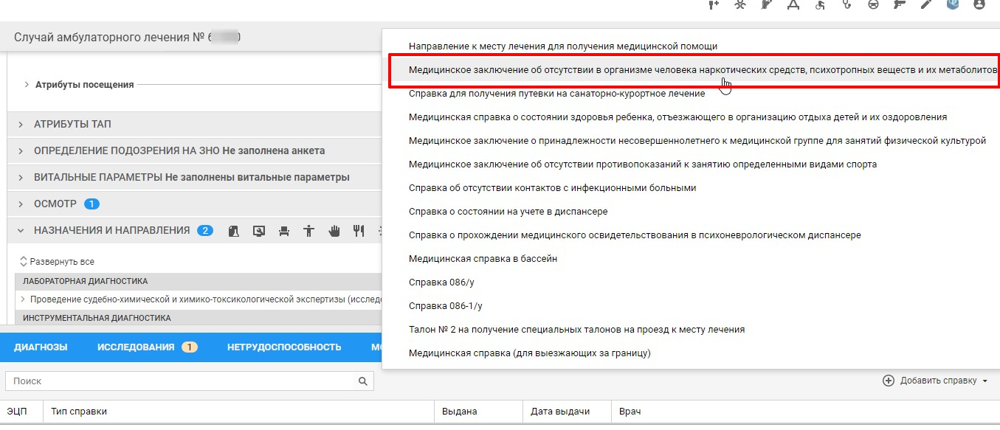 Случай амбулаторного лечения №
Атрибуты посещения
АТРИБУТЫ ТАП
ОПРЕДЕЛЕНИЕ ПОДОЗРЕНИЯ НА ЗНО Не заполнена анкета
ВИТАЛЬНЫЕ ПАРАМЕТРЫ Не заполнены витальные параметры
ОСМОТР 1
НАЗНАЧЕНИЯ И НАПРАВЛЕНИЯ 2
Развернуть все
ЛАБОРАТОРНАЯ ДИАГНОСТИКА
Проведение судебно-химической и химико-токсикологической экспертизы
ИНСТРУМЕНТАЛЬНАЯ ДИАГНОСТИКА
Направление к месту лечения для получения медицинской помощи
Медицинское заключение об отсутствии в организме человека наркотических средств, психотропных веществ и их метаболитов
Справка для получения путевки на санаторно-курортное лечение
Медицинская справка о состоянии здоровья ребенка, отъезжающего в организацию отдыха детей и их оздоровления
Медицинское заключение о принадлежности несовершеннолетнего к медицинской группе для занятий физической культурой
Медицинское заключение об отсутствии противопоказаний к занятию определенными видами спорта
Справка об отсутствии контактов с инфекционными больными
Справка о состоянии на учете в диспансере
Справка о прохождении медицинского освидетельствования в психоневрологическом диспансере
Медицинская справка в бассейн
Справка 086/у
Справка 086-1/у
Талон № 2 на получение специальных талонов на проезд к месту лечения
Медицинская справка (для выезжающих за границу)
ДИАГНОЗЫ ИССЛЕДОВАНИЯ 1 НЕТРУДОСПОСОБНОСТЬ
Поиск
Добавить справку
ЭЦП Тип справки Выдана Дата выдачи Врач